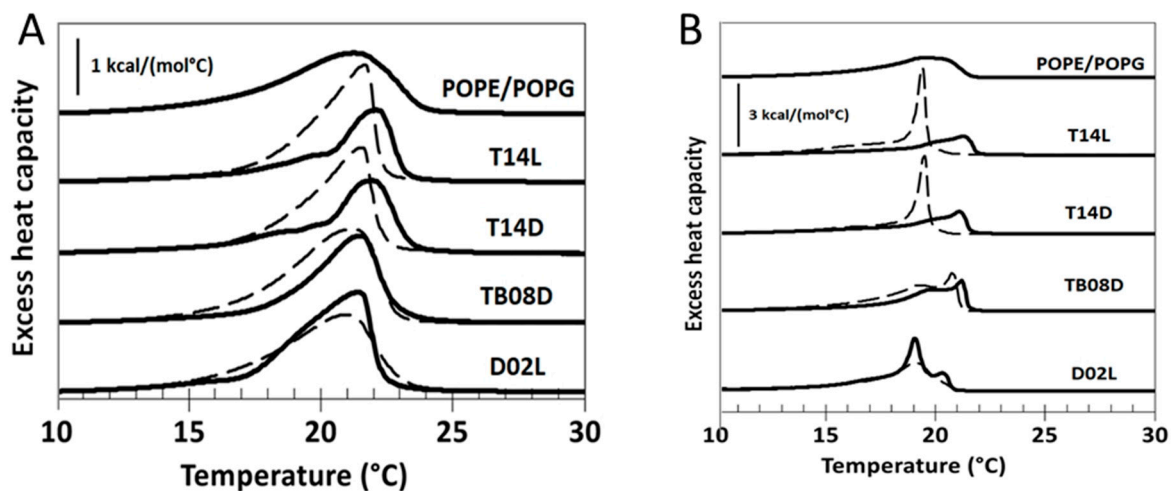 A
1 kcal/(mol°C)
POPE/POPG
T14L
T14D
TB08D
D02L
Excess heat capacity
10 15 20 25 30
Temperature (°C)
B
POPE/POPG
3 kcal/(mol°C)
T14L
T14D
TB08D
D02L
Excess heat capacity
10 15 20 25 30
Temperature (°C)